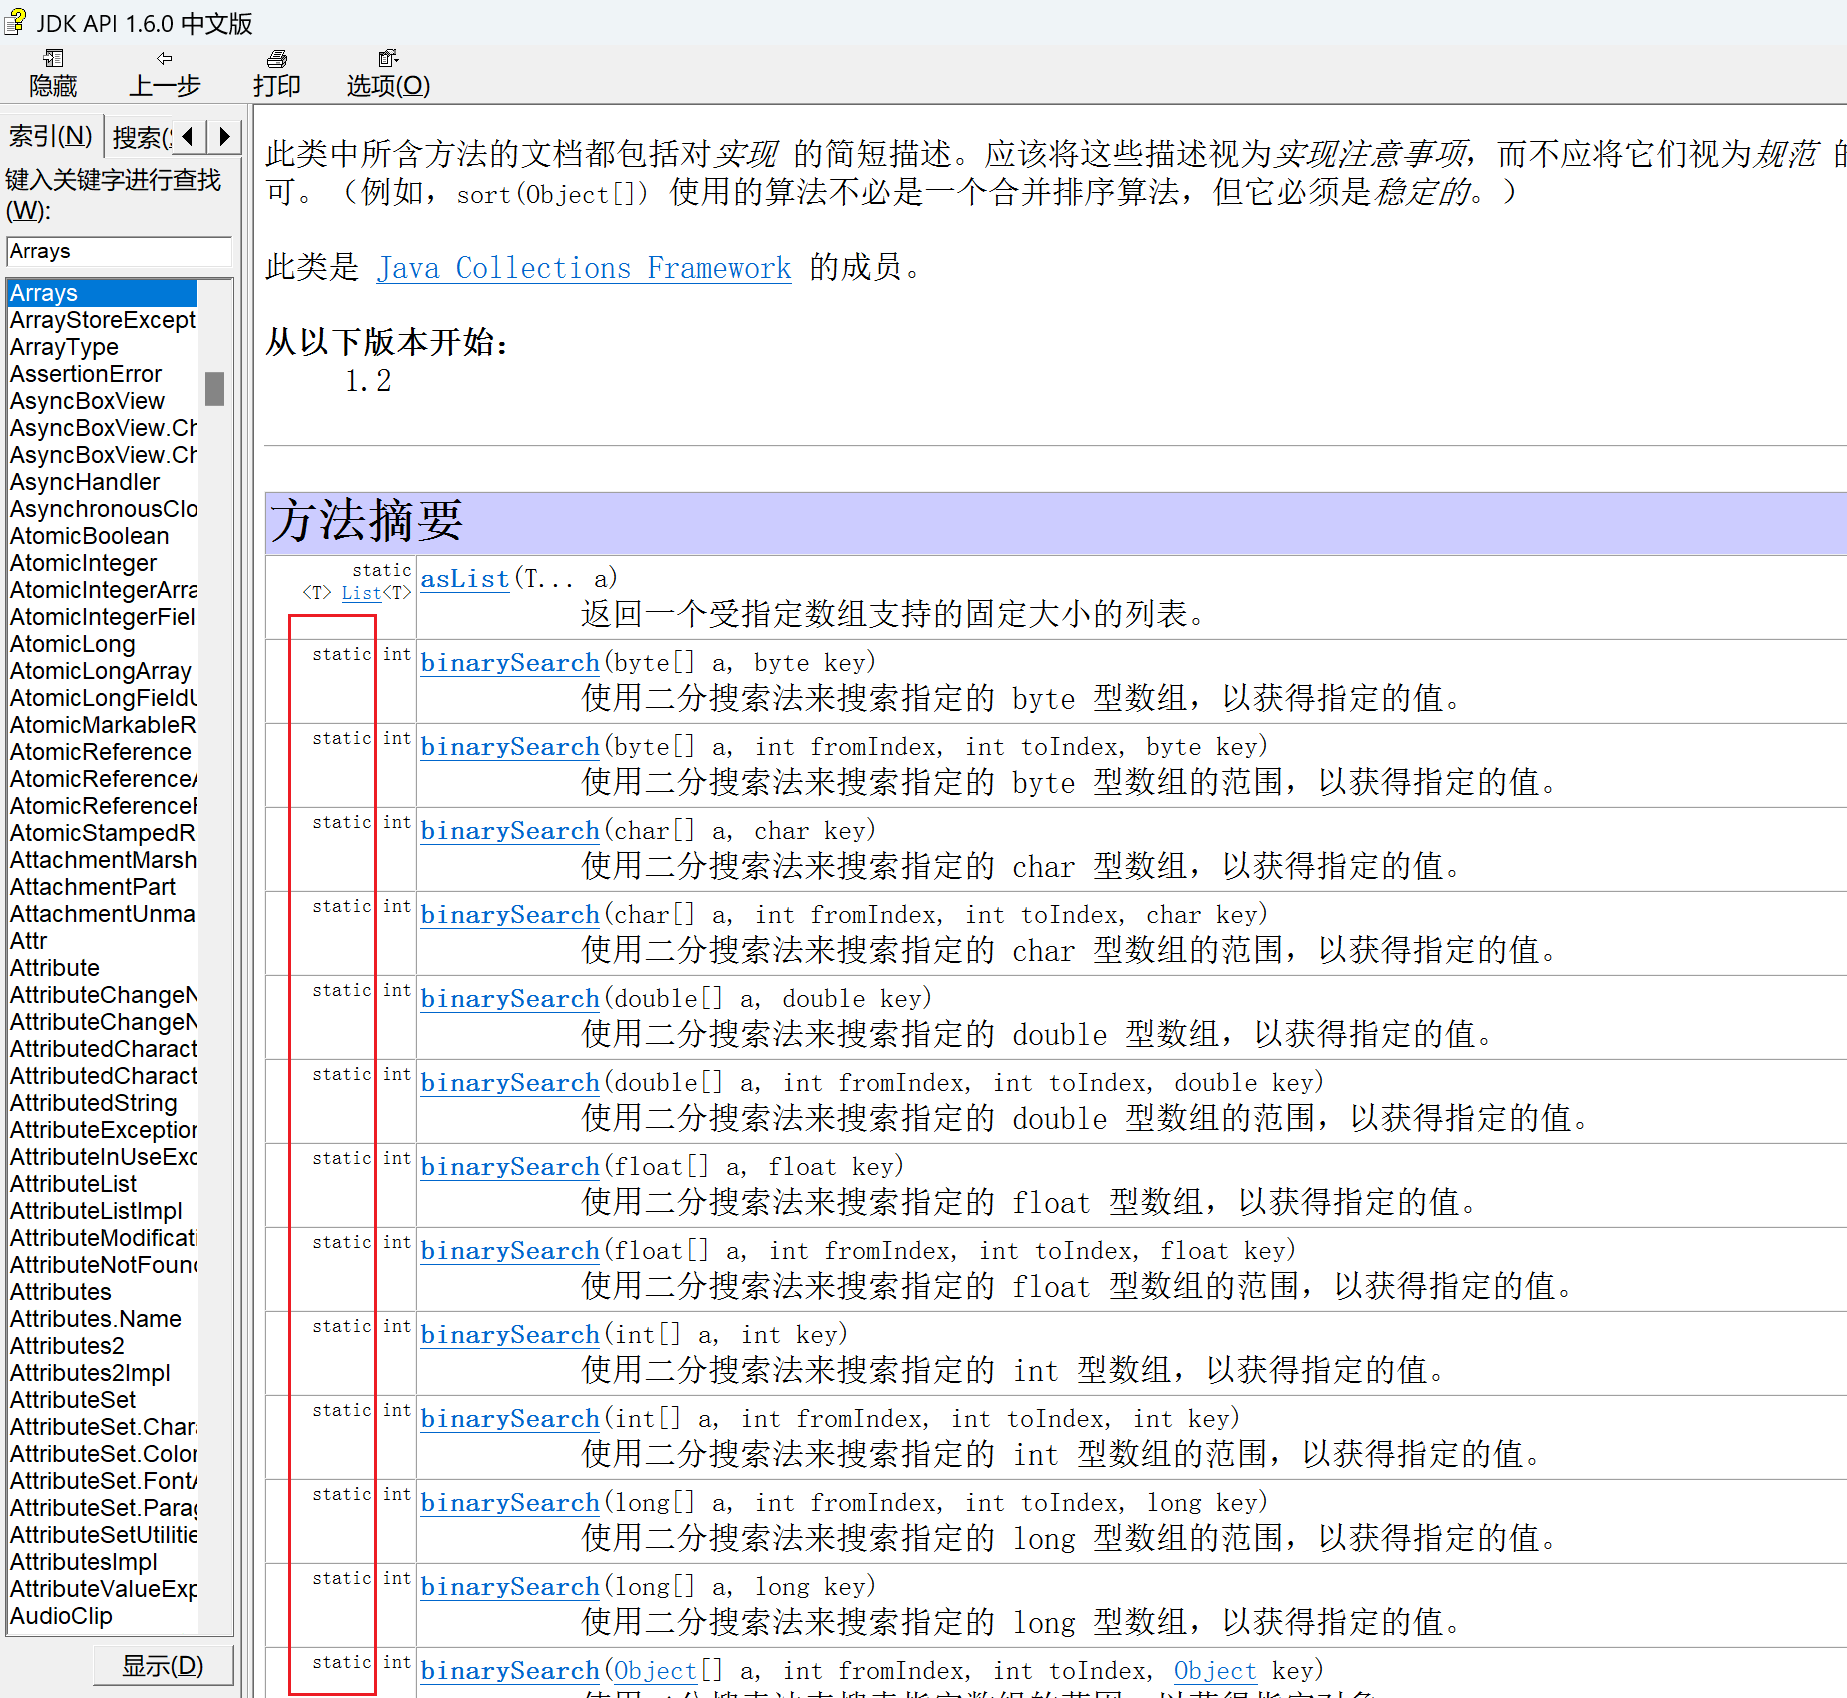 JDK API 1.6.0 中文版
隐藏 上一步 打印 选项(O)
索引(N) 搜索(
键入关键字进行查找
(W):
Arrays
Arrays
ArrayStoreExcept
ArrayType
AssertionError
AsyncBoxView
AsyncBoxView.Ch
AsyncBoxView.Ch
AsyncHandler
AsynchronousClo
AtomicBoolean
AtomicInteger
AtomicIntegerArra
AtomicIntegerFiel
AtomicLong
AtomicLongArray
AtomicLongFieldU
AtomicMarkableR
AtomicReference
AtomicReferenceA
AtomicReferenceF
AtomicStampedR
AttachmentMarsh
AttachmentPart
AttachmentUnma
Attr
Attribute
AttributeChangeN
AttributeChangeN
AttributedCharact
AttributedCharact
AttributedString
AttributeException
AttributeInUseExc
AttributeList
AttributeListImpl
AttributeModificati
AttributeNotFound
Attributes
Attributes.Name
Attributes2
Attributes2Impl
AttributeSet
AttributeSet.Chara
AttributeSet.Color
AttributeSet.FontA
AttributeSet.Parag
AttributeSetUtilitie
AttributesImpl
AttributeValueExp
AudioClip
显示(D)
此类中所含方法的文档都包括对实现 的简短描述。应该将这些描述视为实现注意事项，而不应将它们视为规范 的
可。（例如，sort(Object[]) 使用的算法不必是一个合并排序算法，但它必须是稳定的。）
此类是 Java Collections Framework 的成员。
从以下版本开始：
1.2
方法摘要
static
<T> List<T> asList(T... a)
返回一个受指定数组支持的固定大小的列表。
static int binarySearch(byte[] a, byte key)
使用二分搜索法来搜索指定的 byte 型数组，以获得指定的值。
static int binarySearch(byte[] a, int fromIndex, int toIndex, byte key)
使用二分搜索法来搜索指定的 byte 型数组的范围，以获得指定的值。
static int binarySearch(char[] a, char key)
使用二分搜索法来搜索指定的 char 型数组，以获得指定的值。
static int binarySearch(char[] a, int fromIndex, int toIndex, char key)
使用二分搜索法来搜索指定的 char 型数组的范围，以获得指定的值。
static int binarySearch(double[] a, double key)
使用二分搜索法来搜索指定的 double 型数组，以获得指定的值。
static int binarySearch(double[] a, int fromIndex, int toIndex, double key)
使用二分搜索法来搜索指定的 double 型数组的范围，以获得指定的值。
static int binarySearch(float[] a, float key)
使用二分搜索法来搜索指定的 float 型数组，以获得指定的值。
static int binarySearch(float[] a, int fromIndex, int toIndex, float key)
使用二分搜索法来搜索指定的 float 型数组的范围，以获得指定的值。
static int binarySearch(int[] a, int key)
使用二分搜索法来搜索指定的 int 型数组，以获得指定的值。
static int binarySearch(int[] a, int fromIndex, int toIndex, int key)
使用二分搜索法来搜索指定的 int 型数组的范围，以获得指定的值。
static int binarySearch(long[] a, int fromIndex, int toIndex, long key)
使用二分搜索法来搜索指定的 long 型数组的范围，以获得指定的值。
static int binarySearch(long[] a, long key)
使用二分搜索法来搜索指定的 long 型数组，以获得指定的值。
static int binarySearch(Object[] a, int fromIndex, int toIndex, Object key)